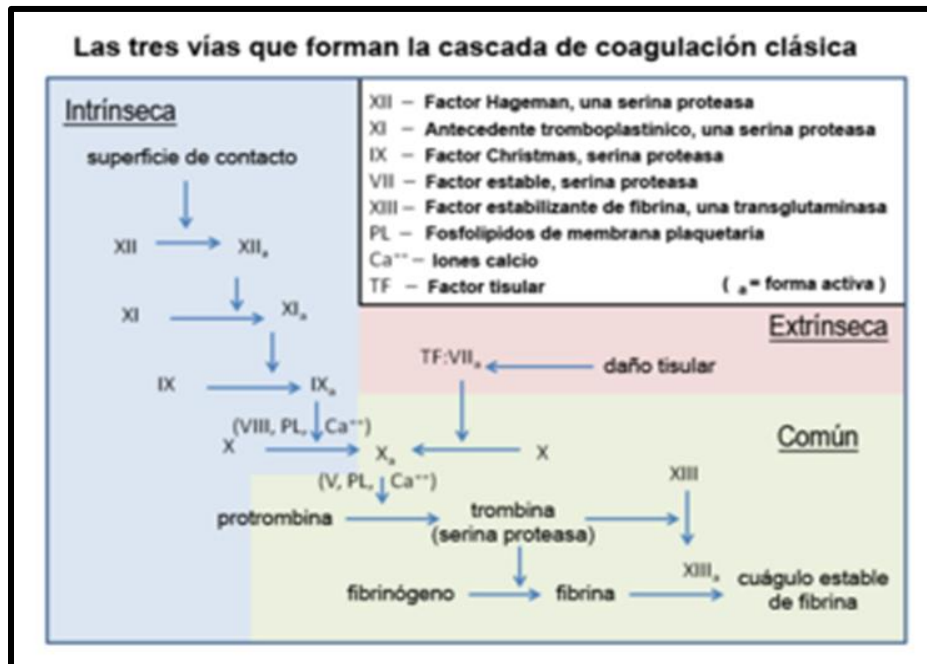 Las tres vías que forman la cascada de coagulación clásica
Intrínseca
superficie de contacto
XII
XIIₐ
XI
XIₐ
IX
IXₐ
(VIII, PL, Ca⁺⁺)
X
XII – Factor Hageman, una serina proteasa
XI – Antecedente tromboplastínico, una serina proteasa
IX – Factor Christmas, serina proteasa
VII – Factor estable, serina proteasa
XIII – Factor estabilizante de fibrina, una transglutaminasa
PL – Fosfolípidos de membrana plaquetaria
Ca⁺⁺ – Iones calcio
TF – Factor tisular ( ₐ = forma activa )
Extrínseca
TF:VIIₐ
daño tisular
Común
Xₐ
X
(V, PL, Ca⁺⁺)
XIII
protrombina
trombina
(serina proteasa)
XIIIₐ
fibrinógeno
fibrina
cuágulo estable
de fibrina